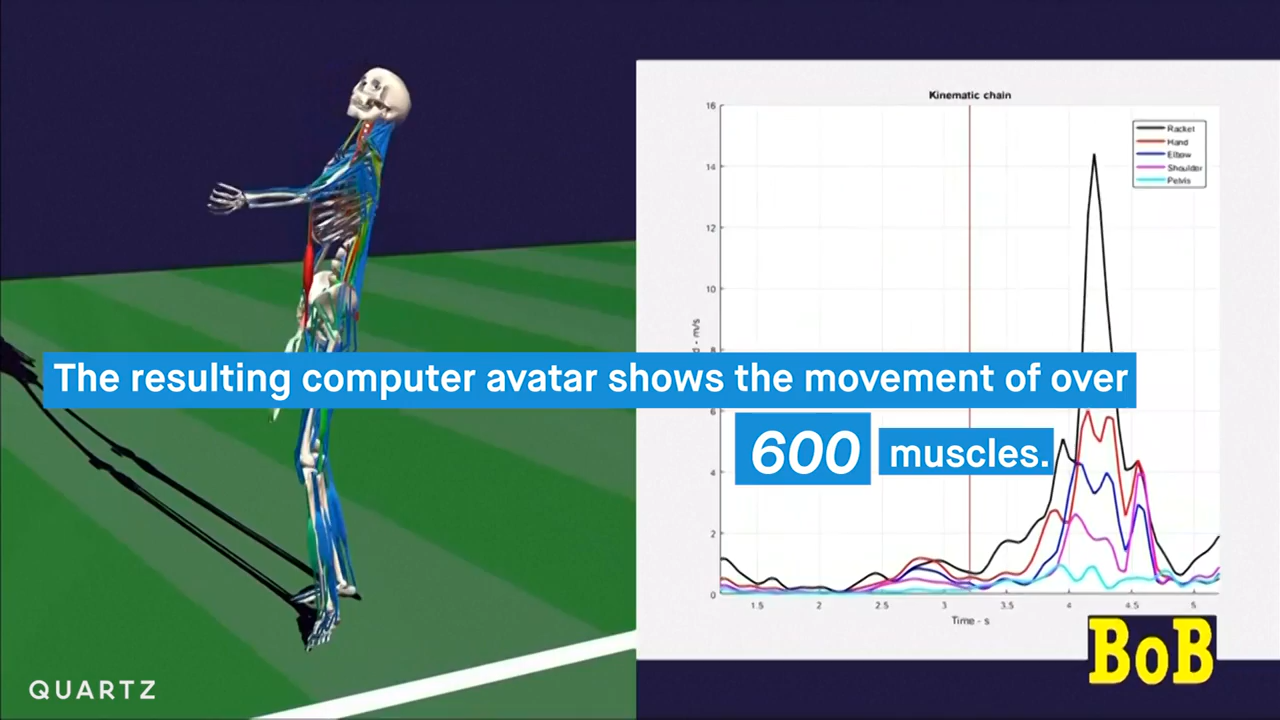 Kinematic chain
16
14
12
10
8
6
4
2
0
d - m/s
Racket
Hand
Elbow
Shoulder
Pelvis
The resulting computer avatar shows the movement of over
600 muscles.
1.5 2 2.5 3 3.5 4 4.5 5
Time - s
BoB
QUARTZ